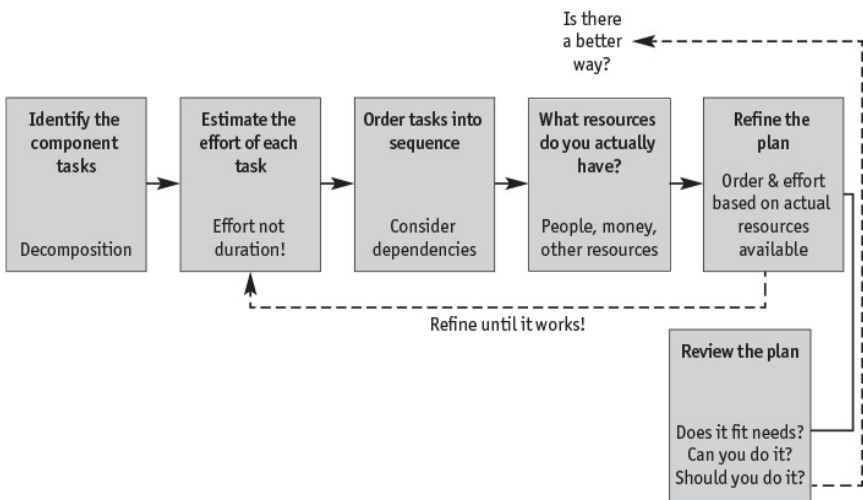 Is there
a better
way?
Identify the
component
tasks
Decomposition
Estimate the
effort of each
task
Effort not
duration!
Order tasks into
sequence
Consider
dependencies
What resources
do you actually
have?
People, money,
other resources
Refine the
plan
Order & effort
based on actual
resources
available
Refine until it works!
Review the plan
Does it fit needs?
Can you do it?
Should you do it?